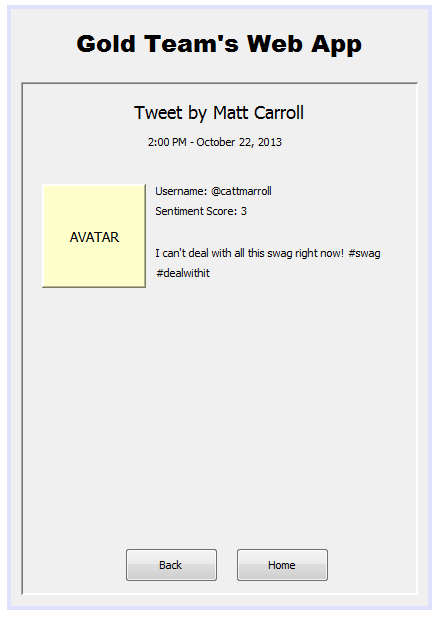 Gold Team's Web App
Tweet by Matt Carroll
2:00 PM - October 22, 2013
AVATAR
Username: @cattmarroll
Sentiment Score: 3
I can't deal with all this swag right now! #swag
#dealwithit
Back
Home